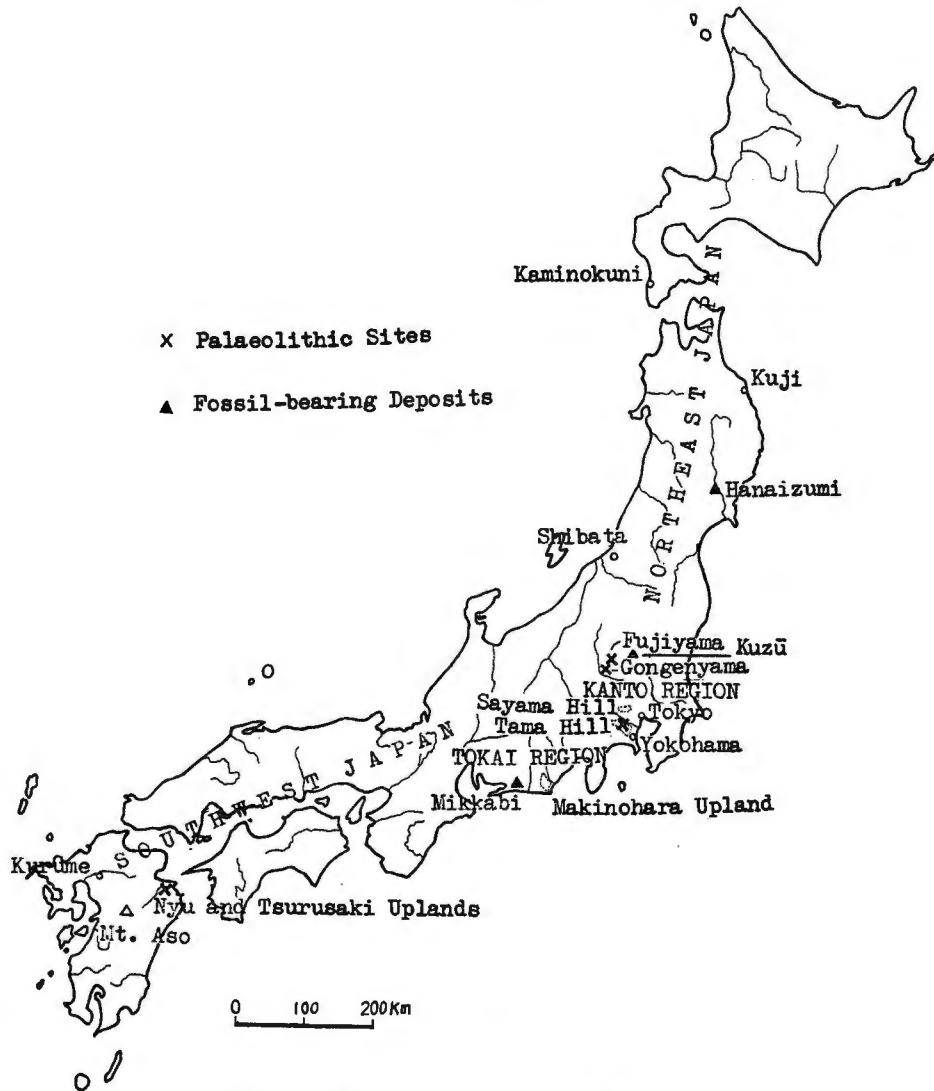 Kaminokuni
× Palaeolithic Sites
Kuji
▲ Fossil-bearing Deposits
NORTHEAST JAPAN
Hanaizumi
Shibata
Fujiyama
Kuzū
Gongenyama
KANTO REGION
Sayama Hill
Tokyo
Tama Hill
Yokohama
TOKAI REGION
SOUTHWEST JAPAN
Mikkabi
Makinohara Upland
Kurume
Nyu and Tsurusaki Uplands
Mt. Aso
0 100 200Km